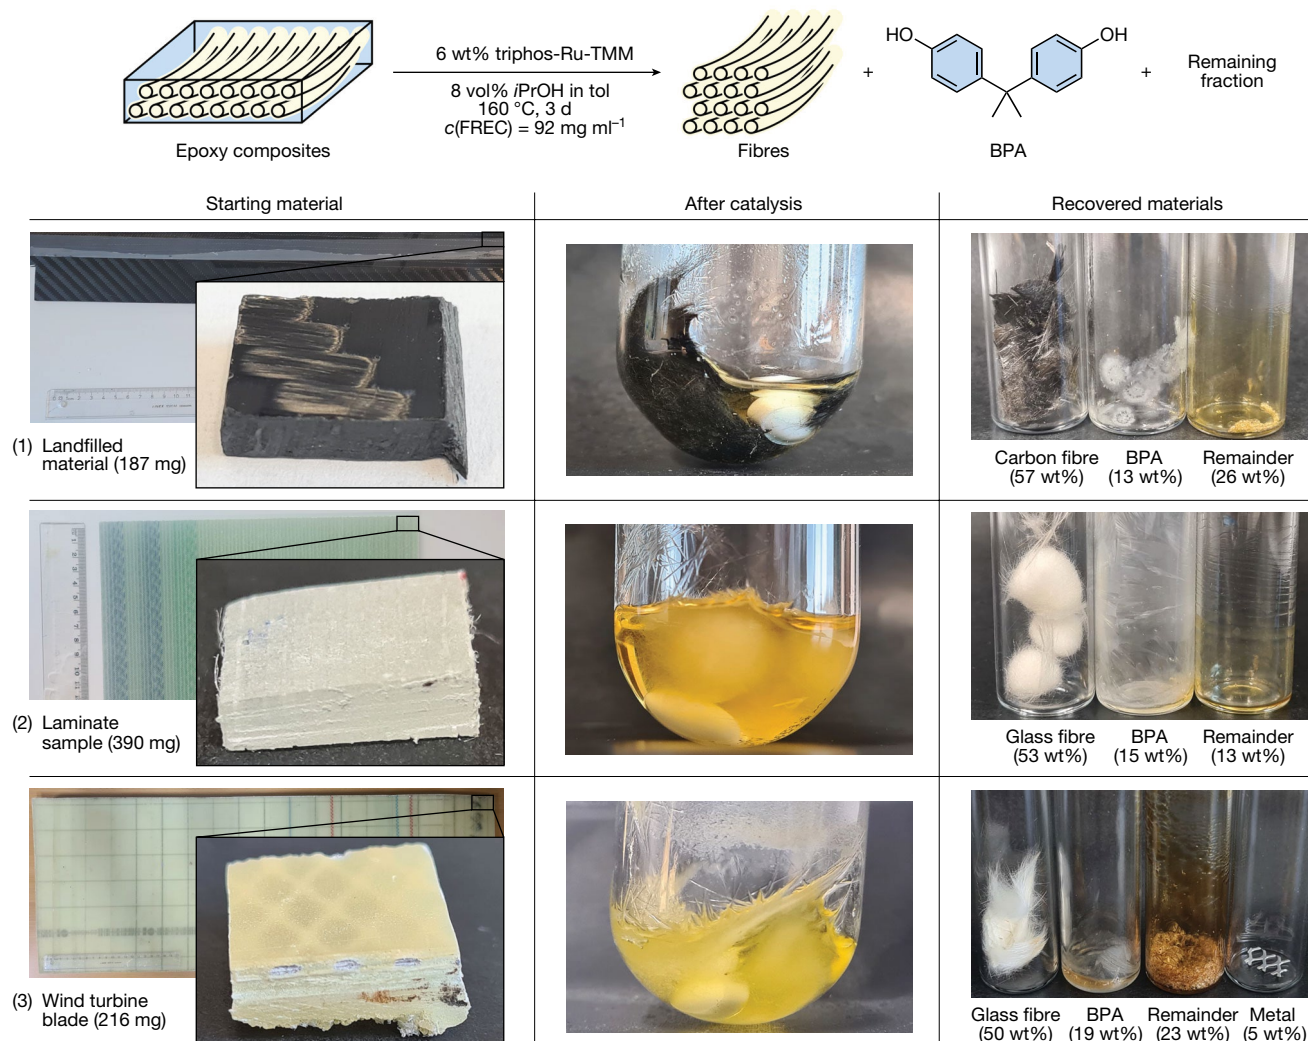 6 wt% triphos-Ru-TMM
8 vol% iPrOH in tol
160 °C, 3 d
c(FREC) = 92 mg ml⁻¹
Epoxy composites
Fibres
+
HO
OH
BPA
+
Remaining
fraction
Starting material
After catalysis
Recovered materials
(1) Landfilled
material (187 mg)
Carbon fibre
(57 wt%)
BPA
(13 wt%)
Remainder
(26 wt%)
(2) Laminate
sample (390 mg)
Glass fibre
(53 wt%)
BPA
(15 wt%)
Remainder
(13 wt%)
(3) Wind turbine
blade (216 mg)
Glass fibre
(50 wt%)
BPA
(19 wt%)
Remainder
(23 wt%)
Metal
(5 wt%)